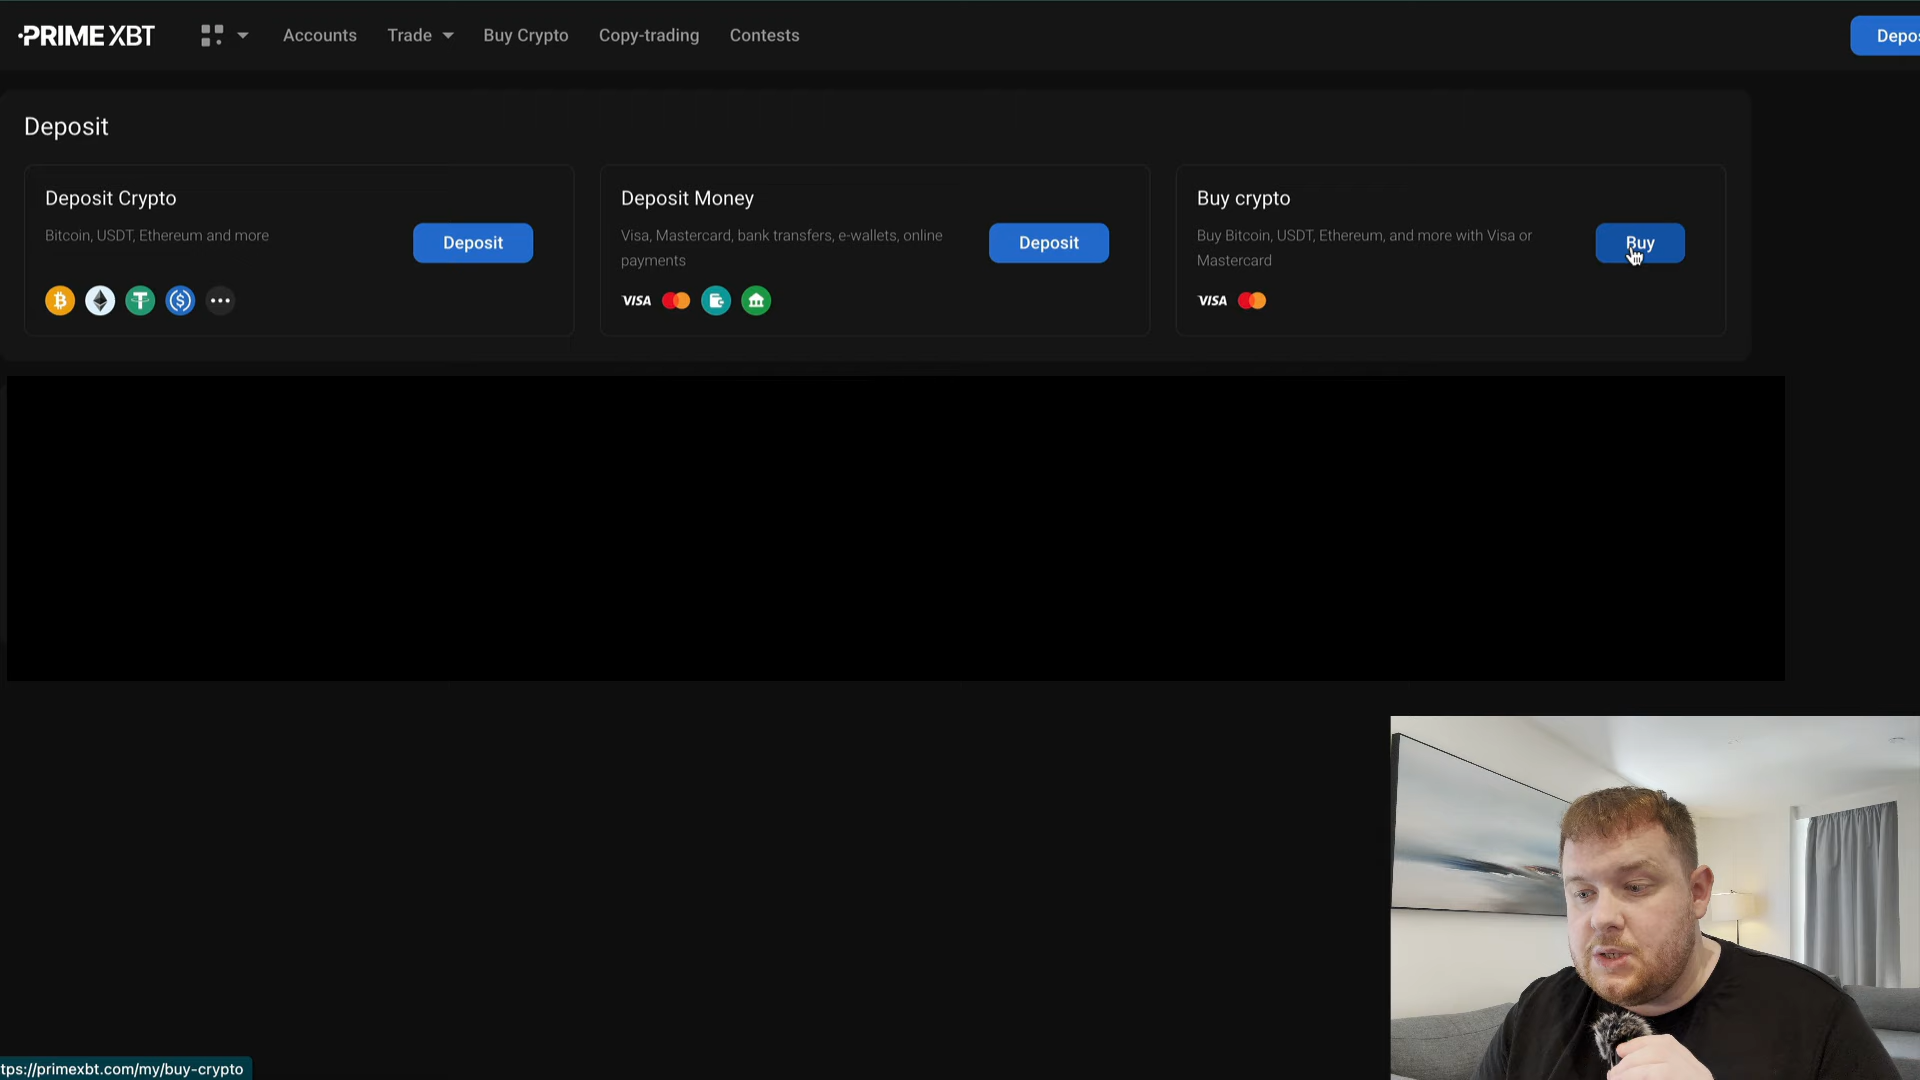 PRIME XBT
Accounts
Trade
Buy Crypto
Copy-trading
Contests
Depos
Deposit
Deposit Crypto
Bitcoin, USDT, Ethereum and more
Deposit
Deposit Money
Visa, Mastercard, bank transfers, e-wallets, online
payments
Deposit
VISA
Buy crypto
Buy Bitcoin, USDT, Ethereum, and more with Visa or
Mastercard
Buy
VISA
tps://primexbt.com/my/buy-crypto